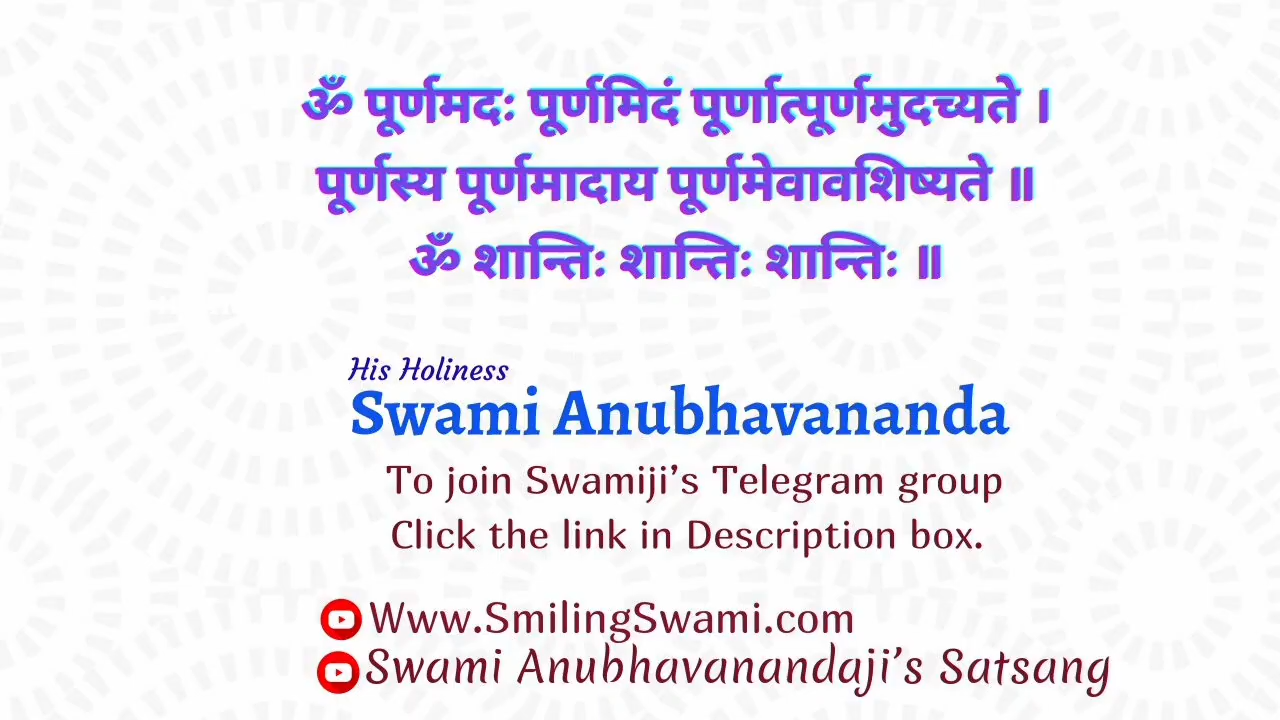 ॐ पूर्णमदः पूर्णमिदं पूर्णात्पूर्णमुदच्यते ।
पूर्णस्य पूर्णमादाय पूर्णमेवावशिष्यते ॥
ॐ शान्तिः शान्तिः शान्तिः ॥
His Holiness
Swami Anubhavananda
To join Swamiji’s Telegram group
Click the link in Description box.
Www.SmilingSwami.com
Swami Anubhavanandaji’s Satsang